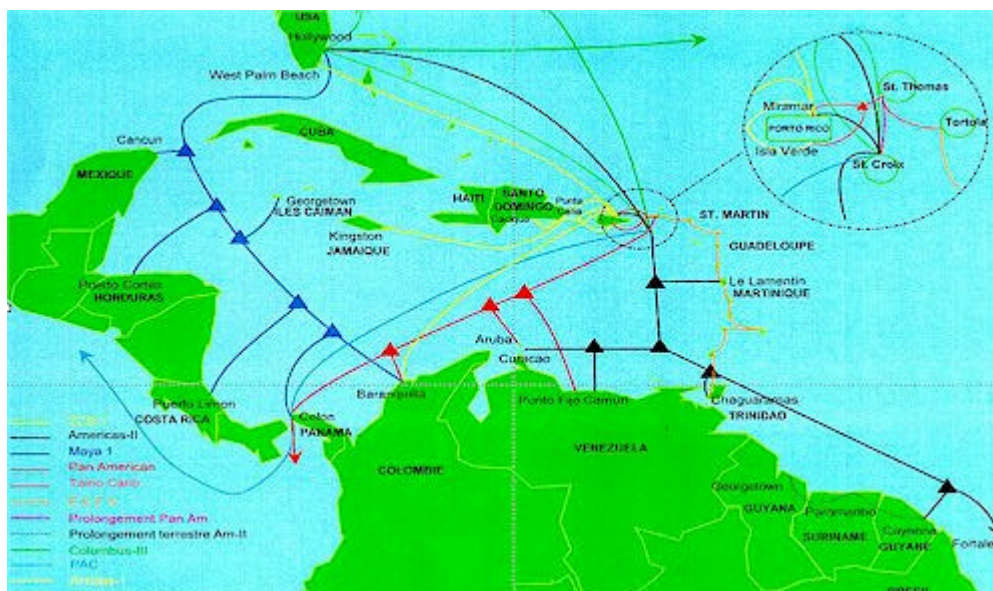 USA
Hollywood
West Palm Beach
Cancun
MEXIQUE
CUBA
Georgetown
ILES CAIMAN
Kingston
JAMAIQUE
HAITI
SANTO
DOMINGO
Punta
ST. MARTIN
GUADELOUPE
Le Lamentin
MARTINIQUE
Miramar
PORTO RICO
Isla Verde
St. Thomas
Tortola
St. Croix
Puerto Cortes
HONDURAS
Aruba
Curacao
Puerto Limon
COSTA RICA
Colon
PANAMA
Baranquilla
Punto Fijo Camuri
Chaguaramas
TRINIDAD
COLOMBIE
VENEZUELA
Georgetown
GUYANA
Paramaribo
SURINAME
Cayenne
GUYANE
Fortale
Americas-II
Maya 1
Pan American
Taino Carib
Prolongement Pan Am
Prolongement terrestre Am-II
Columbus-III
PAC